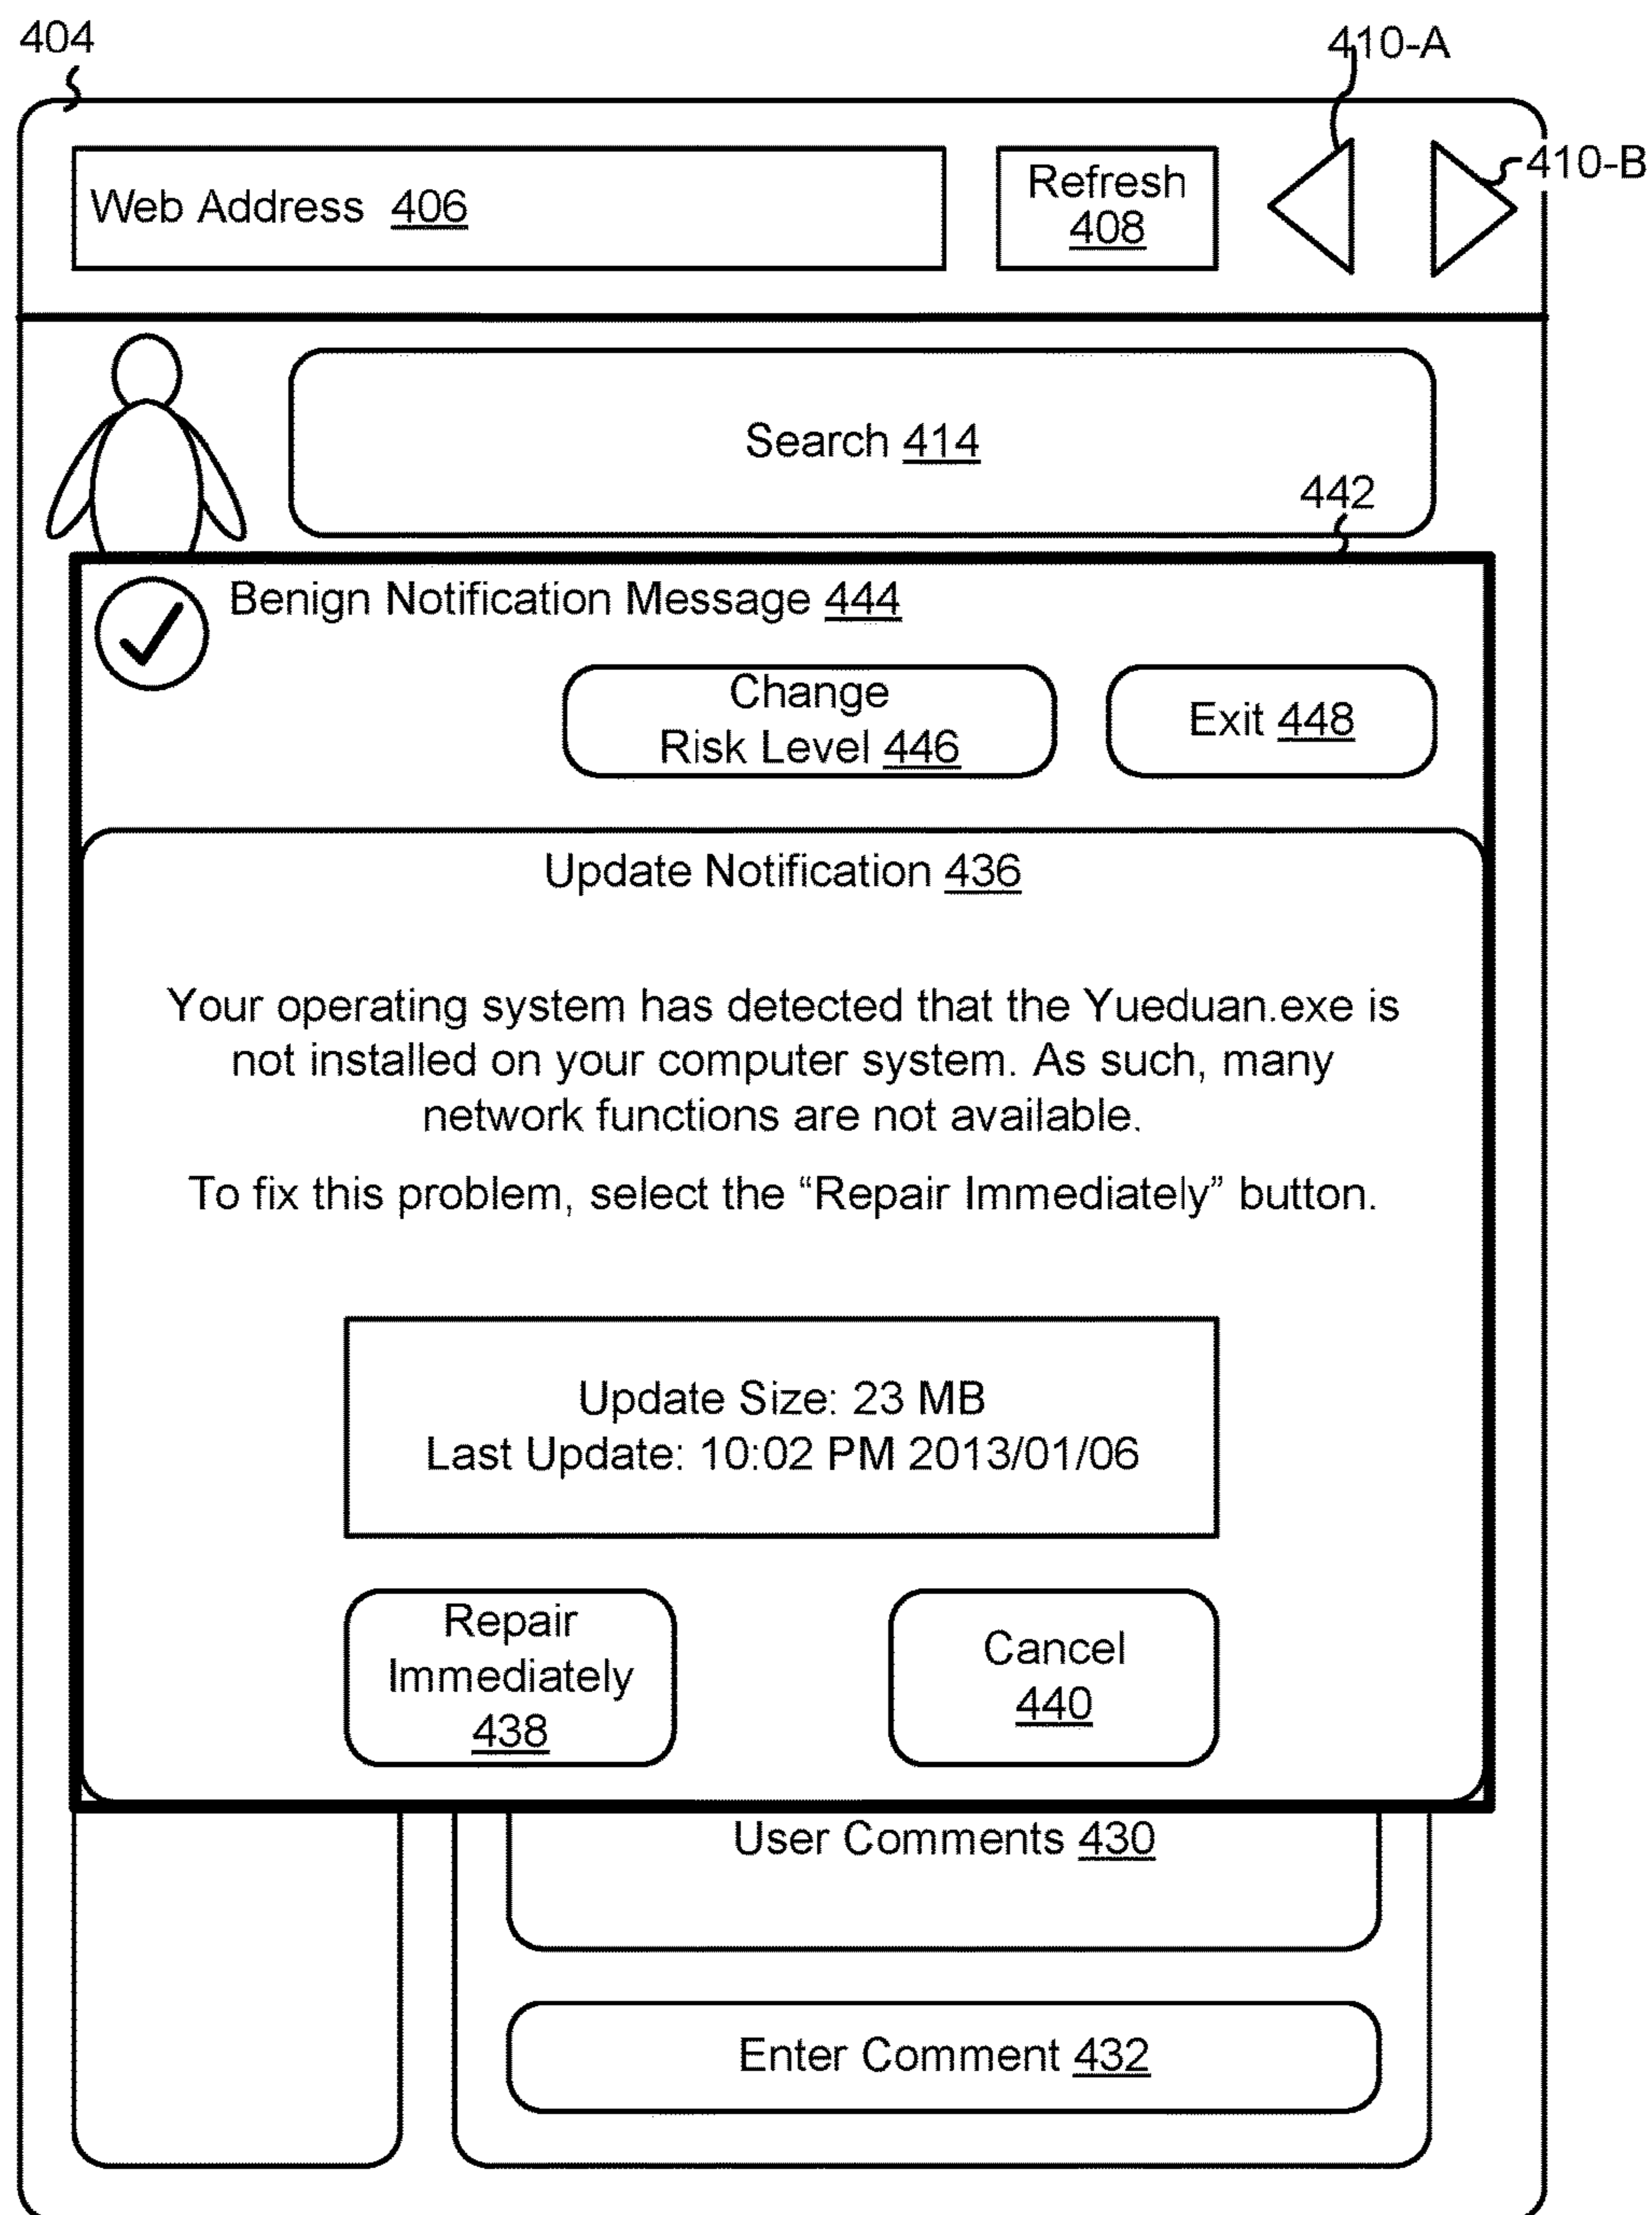 404
410-A
Web Address 406
Refresh
408
410-B
Search 414
442
Benign Notification Message 444
Change
Risk Level 446
Exit 448
Update Notification 436
Your operating system has detected that the Yueduan.exe is
not installed on your computer system. As such, many
network functions are not available.
To fix this problem, select the “Repair Immediately” button.
Update Size: 23 MB
Last Update: 10:02 PM 2013/01/06
Repair
Immediately
438
Cancel
440
User Comments 430
Enter Comment 432